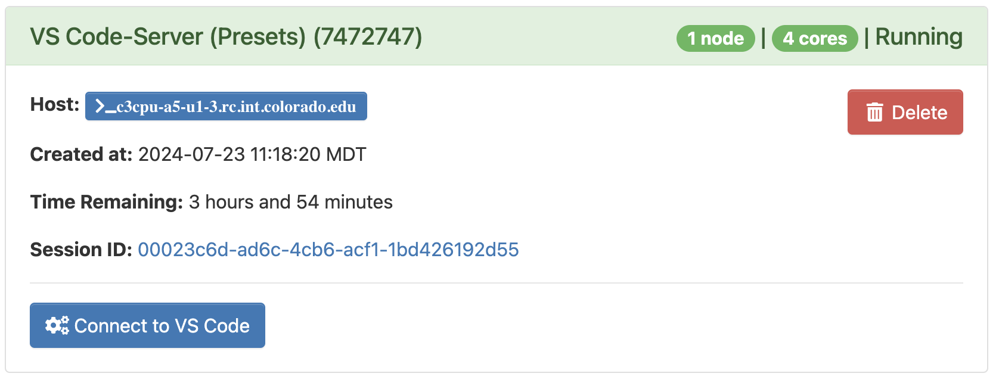 VS Code-Server (Presets) (7472747)
1 node | 4 cores | Running
Host: >_c3cpu-a5-u1-3.rc.int.colorado.edu
Delete
Created at: 2024-07-23 11:18:20 MDT
Time Remaining: 3 hours and 54 minutes
Session ID: 00023c6d-ad6c-4cb6-acf1-1bd426192d55
Connect to VS Code